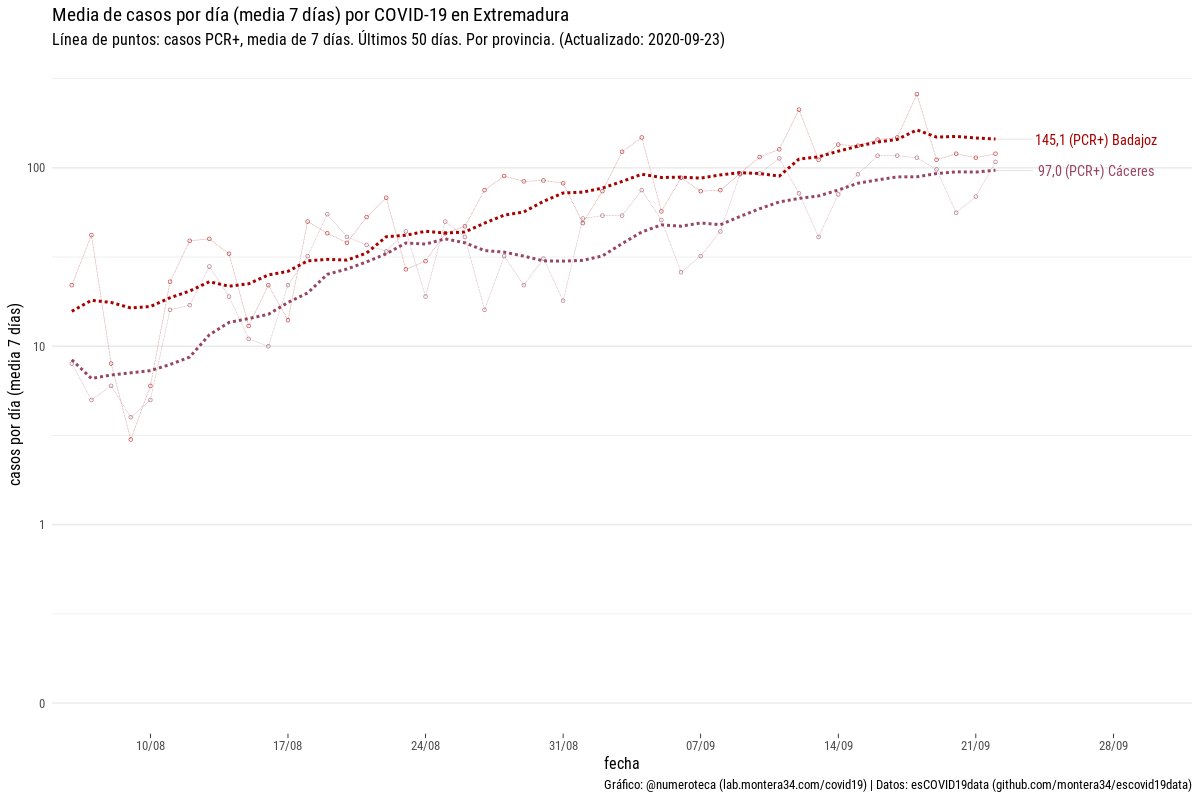 Media de casos por día (media 7 días) por COVID-19 en Extremadura
Línea de puntos: casos PCR+, media de 7 días. Últimos 50 días. Por provincia. (Actualizado: 2020-09-23)
casos por día (media 7 días)
100
10
1
0
145,1 (PCR+) Badajoz
97,0 (PCR+) Cáceres
10/08 17/08 24/08 31/08 07/09 14/09 21/09 28/09
fecha
Gráfico: @numeroteca (lab.montera34.com/covid19) | Datos: esCOVID19data (github.com/montera34/escovid19data)